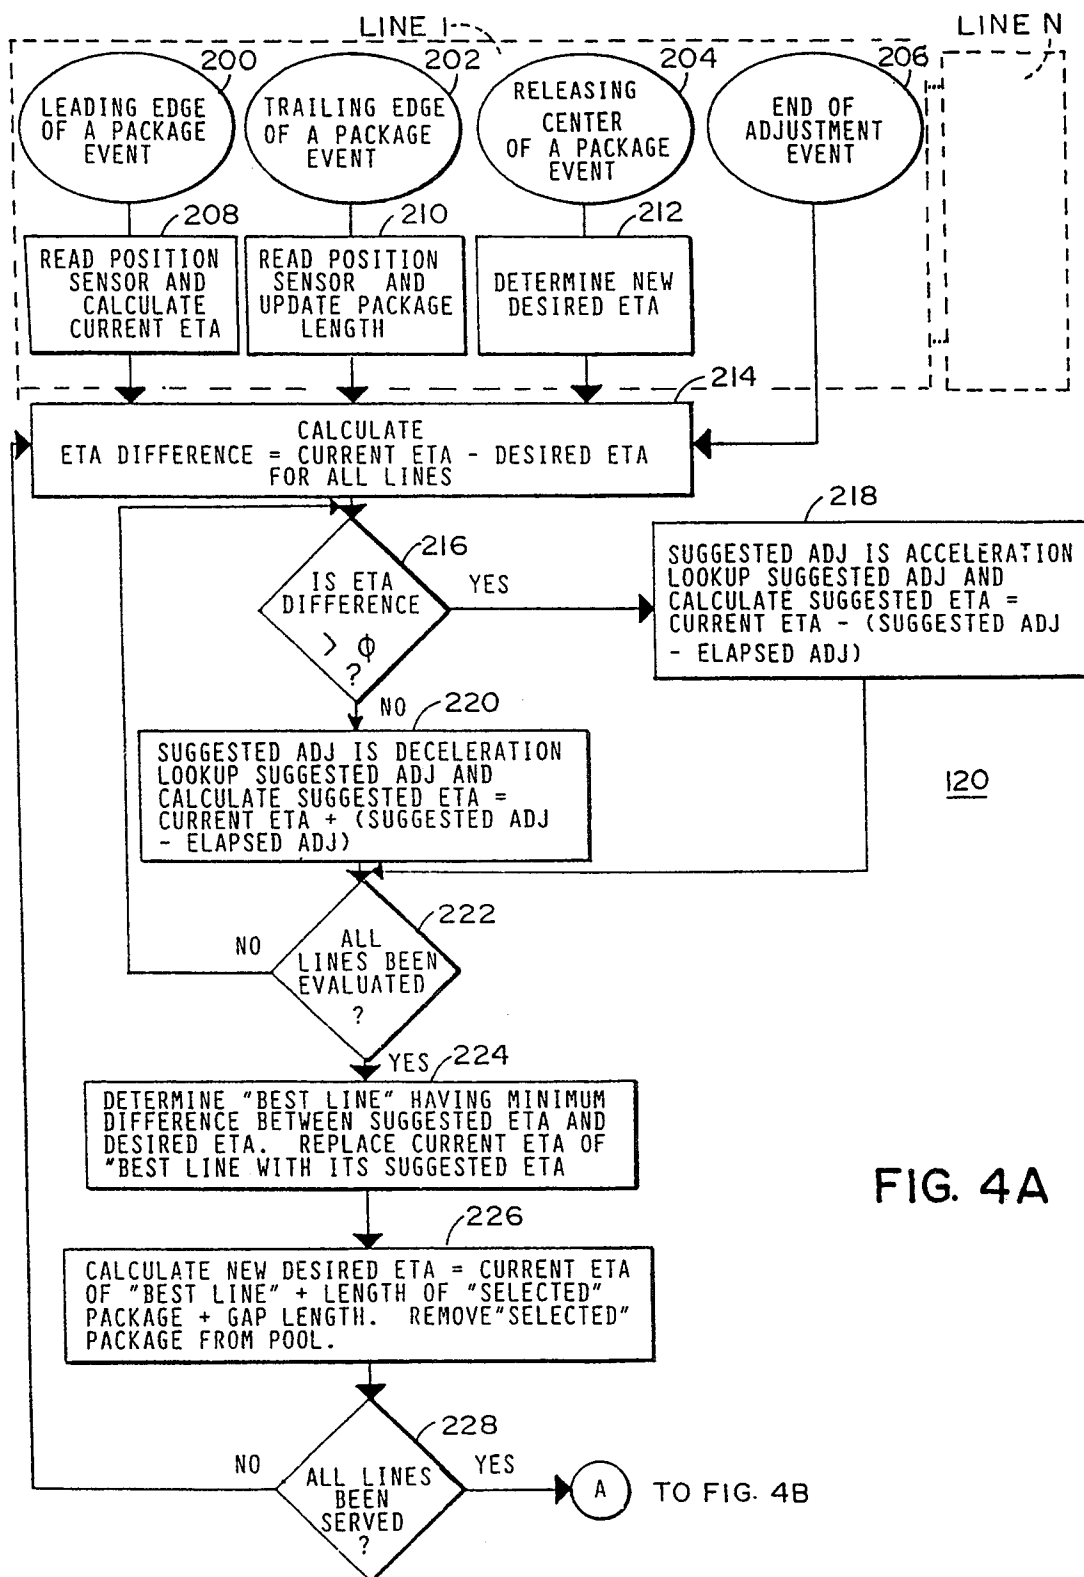 LINE 1
LINE N
200
202
204
206
LEADING EDGE
OF A PACKAGE
EVENT
TRAILING EDGE
OF A PACKAGE
EVENT
RELEASING
CENTER
OF A PACKAGE
EVENT
END OF
ADJUSTMENT
EVENT
208
210
212
READ POSITION
SENSOR AND
CALCULATE
CURRENT ETA
READ POSITION
SENSOR AND
UPDATE PACKAGE
LENGTH
DETERMINE NEW
DESIRED ETA
214
CALCULATE
ETA DIFFERENCE = CURRENT ETA - DESIRED ETA
FOR ALL LINES
216
IS ETA
DIFFERENCE
> ϕ
?
YES
NO
218
SUGGESTED ADJ IS ACCELERATION
LOOKUP SUGGESTED ADJ AND
CALCULATE SUGGESTED ETA =
CURRENT ETA - (SUGGESTED ADJ
- ELAPSED ADJ)
220
SUGGESTED ADJ IS DECELERATION
LOOKUP SUGGESTED ADJ AND
CALCULATE SUGGESTED ETA =
CURRENT ETA + (SUGGESTED ADJ
- ELAPSED ADJ)
120
222
NO
ALL
LINES BEEN
EVALUATED
?
YES
224
DETERMINE "BEST LINE" HAVING MINIMUM
DIFFERENCE BETWEEN SUGGESTED ETA AND
DESIRED ETA. REPLACE CURRENT ETA OF
"BEST LINE WITH ITS SUGGESTED ETA
FIG. 4A
226
CALCULATE NEW DESIRED ETA = CURRENT ETA
OF "BEST LINE" + LENGTH OF "SELECTED"
PACKAGE + GAP LENGTH. REMOVE"SELECTED"
PACKAGE FROM POOL.
228
NO
ALL LINES
BEEN
SERVED
?
YES
A
TO FIG. 4B